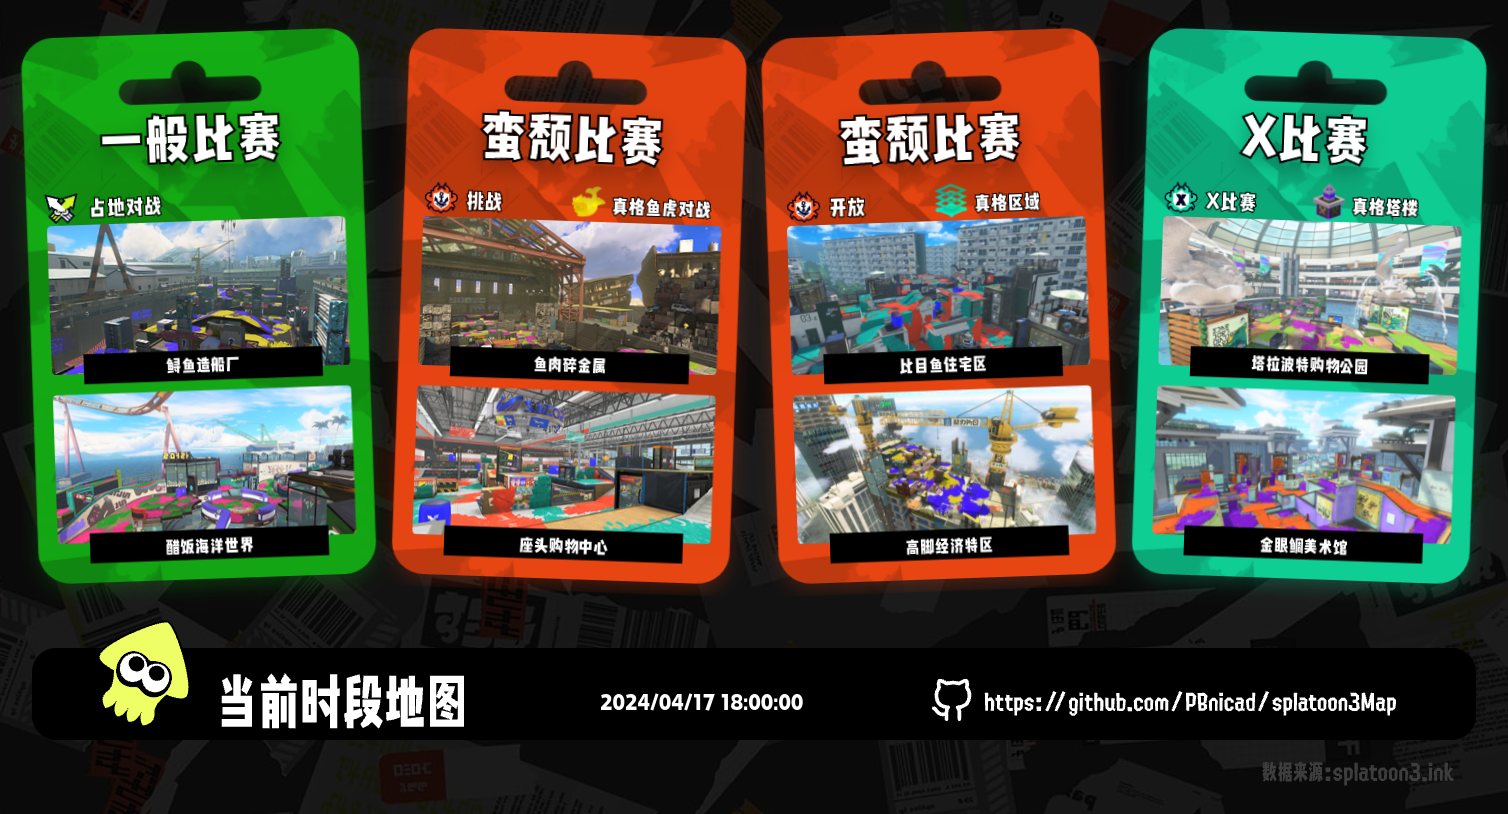 一般比赛
占地对战
鲟鱼造船厂
醋饭海洋世界
蛮颓比赛
挑战
真格鱼虎对战
鱼肉碎金属
座头购物中心
蛮颓比赛
开放
真格区域
比目鱼住宅区
高脚经济特区
X比赛
X比赛
真格塔楼
塔拉波特购物公园
金眼鲷美术馆
当前时段地图
2024/04/17 18:00:00
https://github.com/PBnicad/splatoon3Map
数据来源:splatoon3.ink